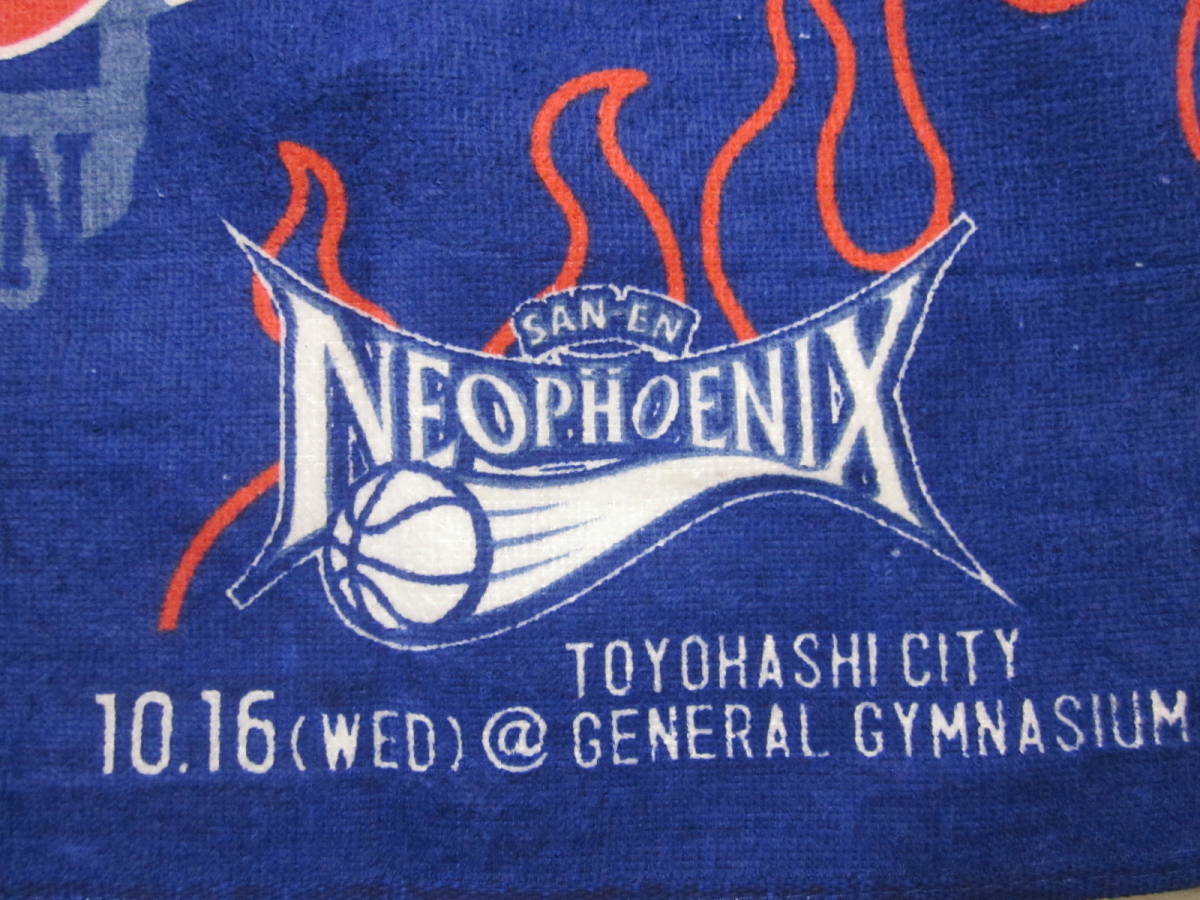 SAN-EN
NEOPHOENIX
TOYOHASHI CITY
10.16(WED)@ GENERAL GYMNASIUM